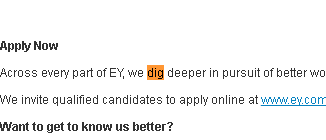 Apply Now
Across every part of EY, we dig deeper in pursuit of better wo
We invite qualified candidates to apply online at www.ey.com
Want to get to know us better?